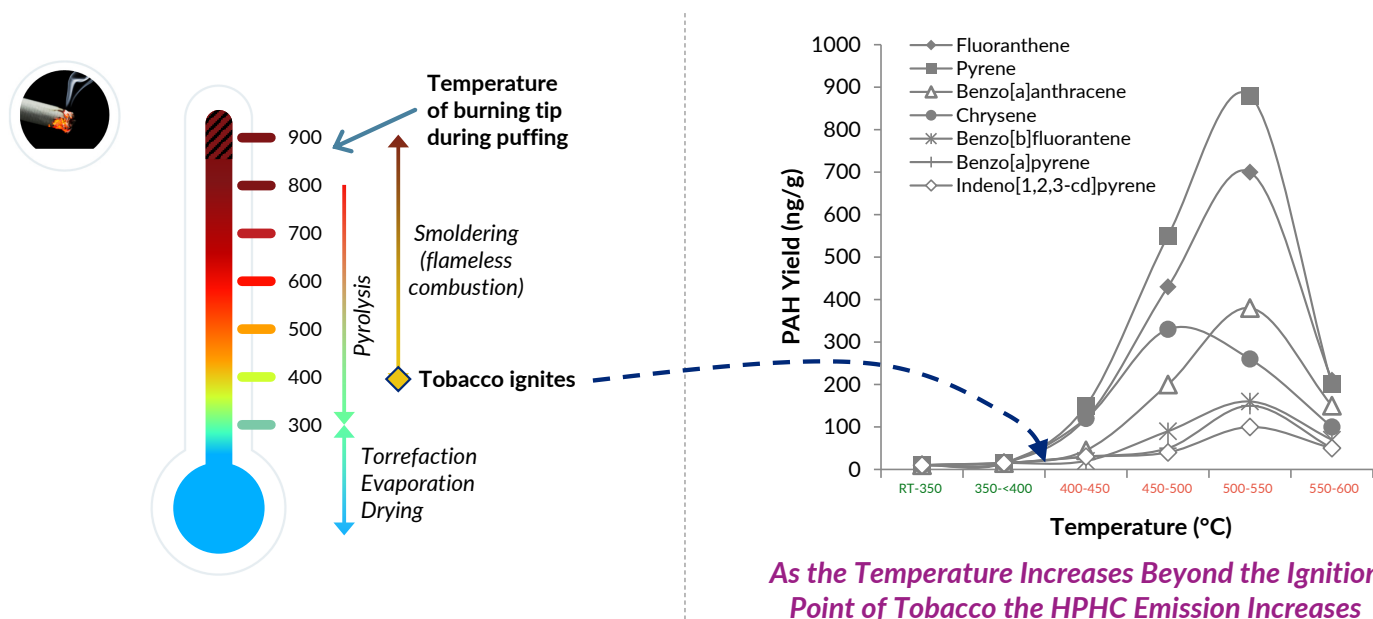 Temperature
of burning tip
during puffing
900
800
700
600
500
400
300
Smoldering
(flameless
combustion)
Pyrolysis
Tobacco ignites
Torrefaction
Evaporation
Drying
1000
900
800
700
600
500
400
300
200
100
0
PAH Yield (ng/g)
Fluoranthene
Pyrene
Benzo[a]anthracene
Chrysene
Benzo[b]fluorantene
Benzo[a]pyrene
Indeno[1,2,3-cd]pyrene
RT-350 350-<400 400-450 450-500 500-550 550-600
Temperature (°C)
As the Temperature Increases Beyond the Ignition
Point of Tobacco the HPHC Emission Increases